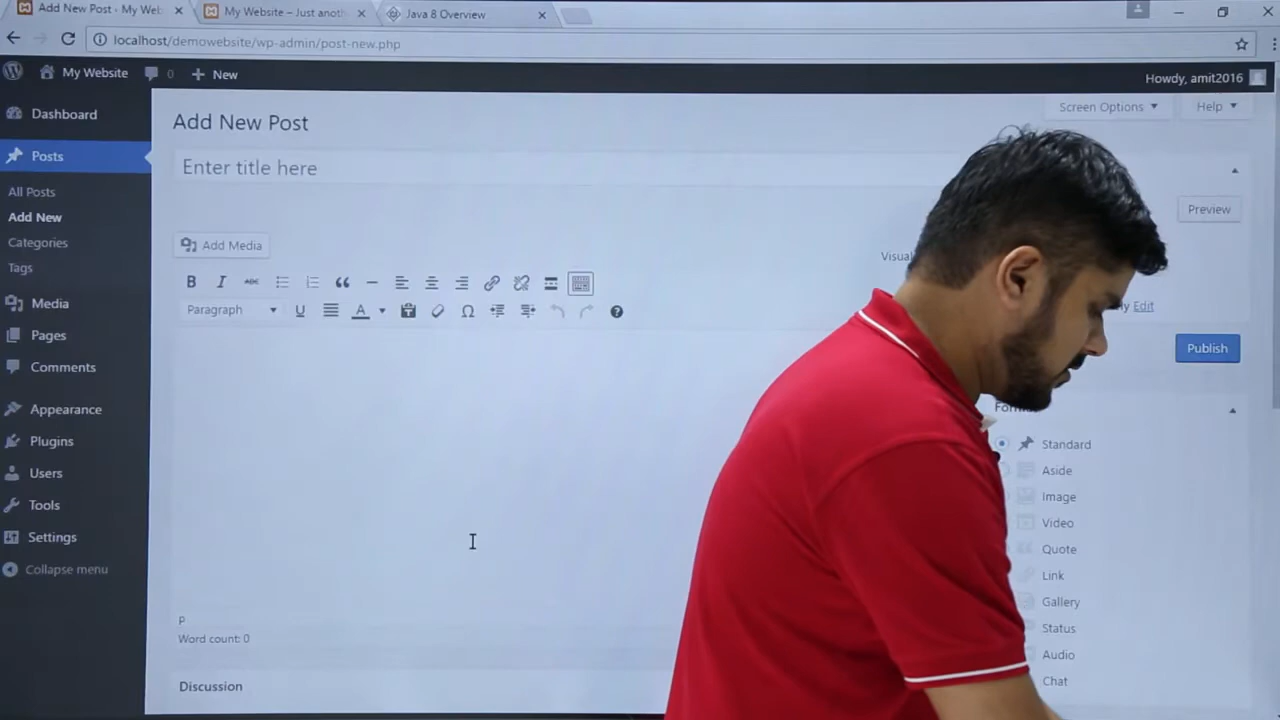 Add New Post ‹ My Web
My Website – Just anoth
Java 8 Overview
localhost/demowebsite/wp-admin/post-new.php
My Website
0
New
Howdy, amit2016
Dashboard
Posts
All Posts
Add New
Categories
Tags
Media
Pages
Comments
Appearance
Plugins
Users
Tools
Settings
Collapse menu
Screen Options
Help
Add New Post
Enter title here
Preview
Add Media
Visual
B I ABC
Paragraph U A
Edit
Publish
Standard
Aside
Image
Video
Quote
Link
Gallery
Status
Audio
Chat
P
Word count: 0
Discussion